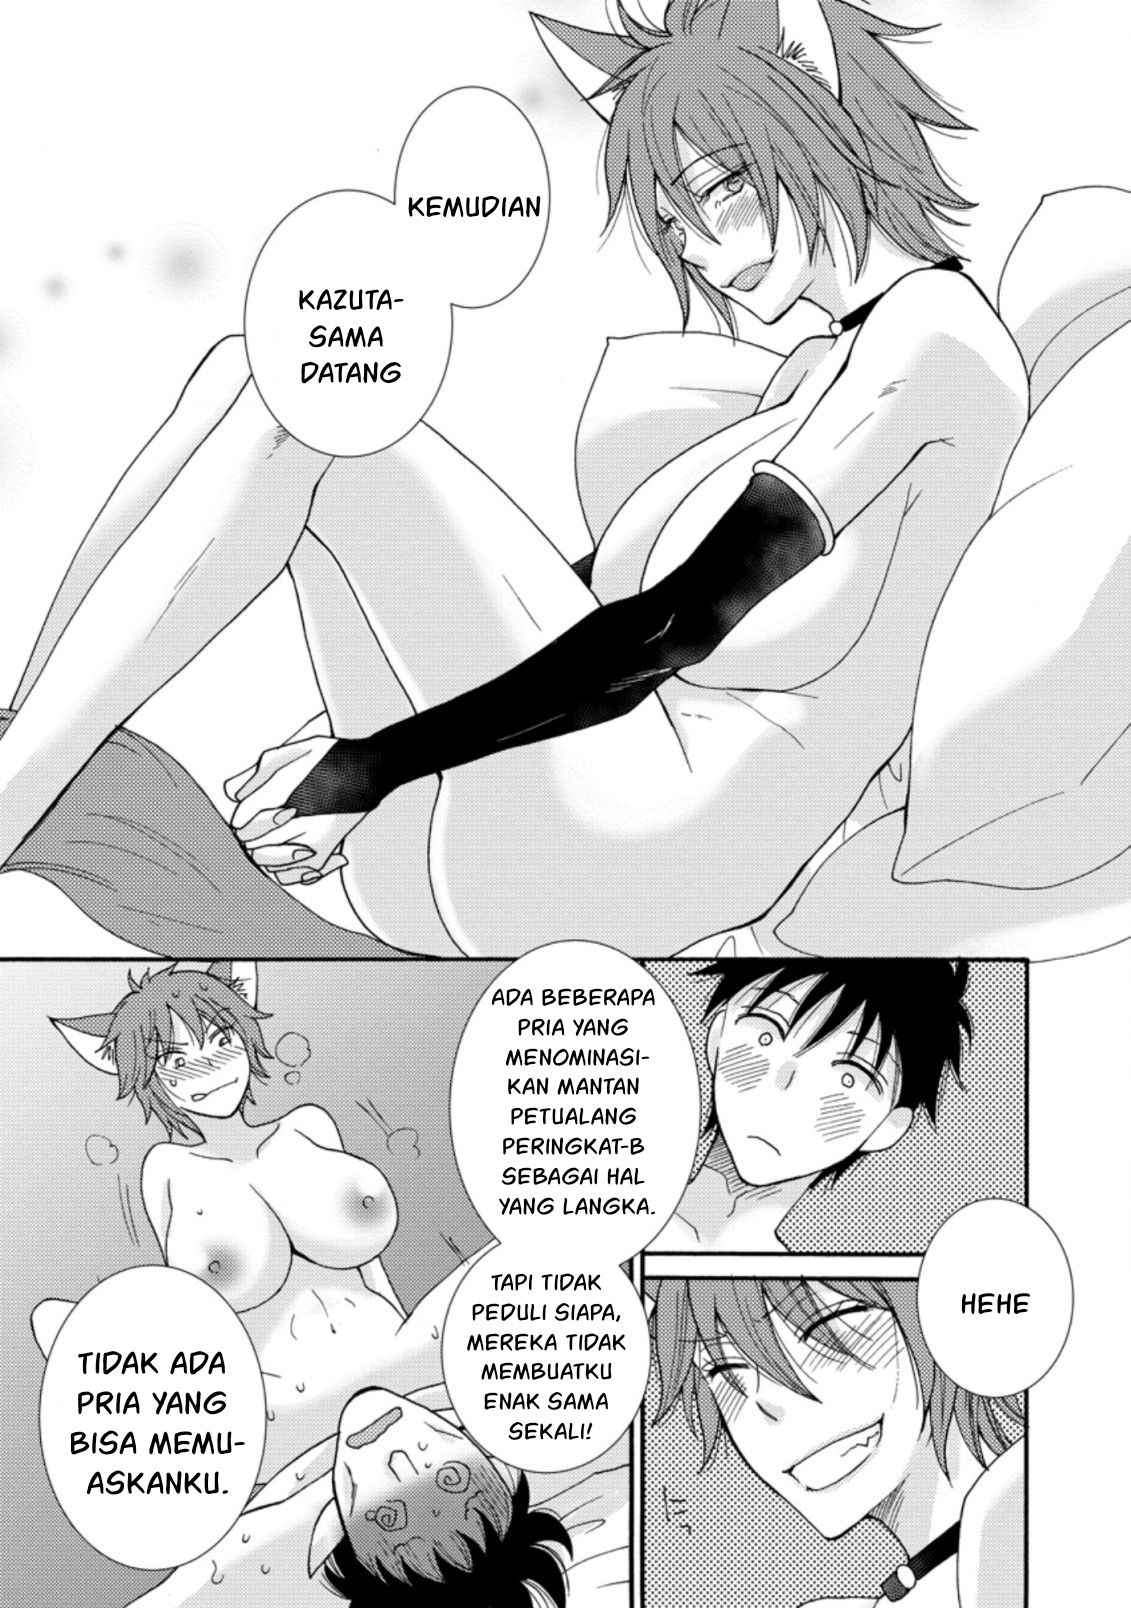 KEMUDIAN
KAZUTA-
SAMA
DATANG
ADA BEBERAPA
PRIA YANG
MENOMINASI-
KAN MANTAN
PETUALANG
PERINGKAT-B
SEBAGAI HAL
YANG LANGKA.
TAPI TIDAK
PEDULI SIAPA,
MEREKA TIDAK
MEMBUATKU
ENAK SAMA
SEKALI!
TIDAK ADA
PRIA YANG
BISA MEMU-
ASKANKU.
HEHE